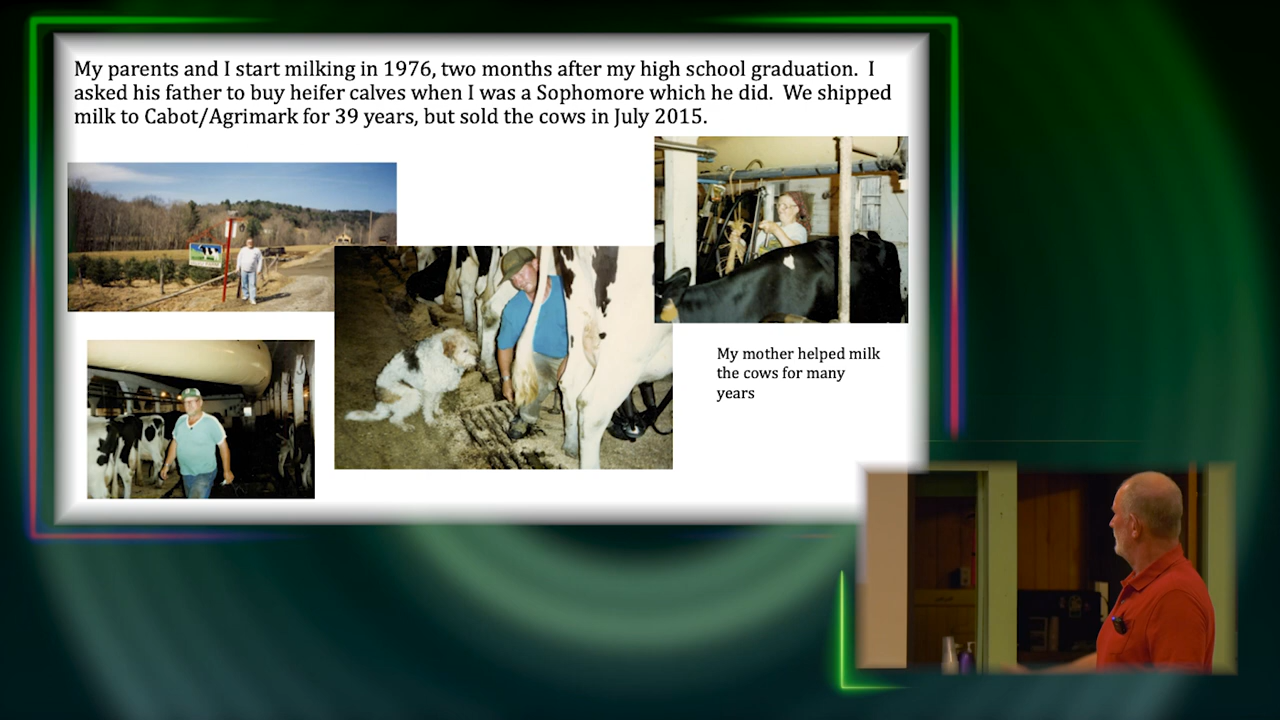 My parents and I start milking in 1976, two months after my high school graduation. I
asked his father to buy heifer calves when I was a Sophomore which he did. We shipped
milk to Cabot/Agrimark for 39 years, but sold the cows in July 2015.
My mother helped milk
the cows for many
years